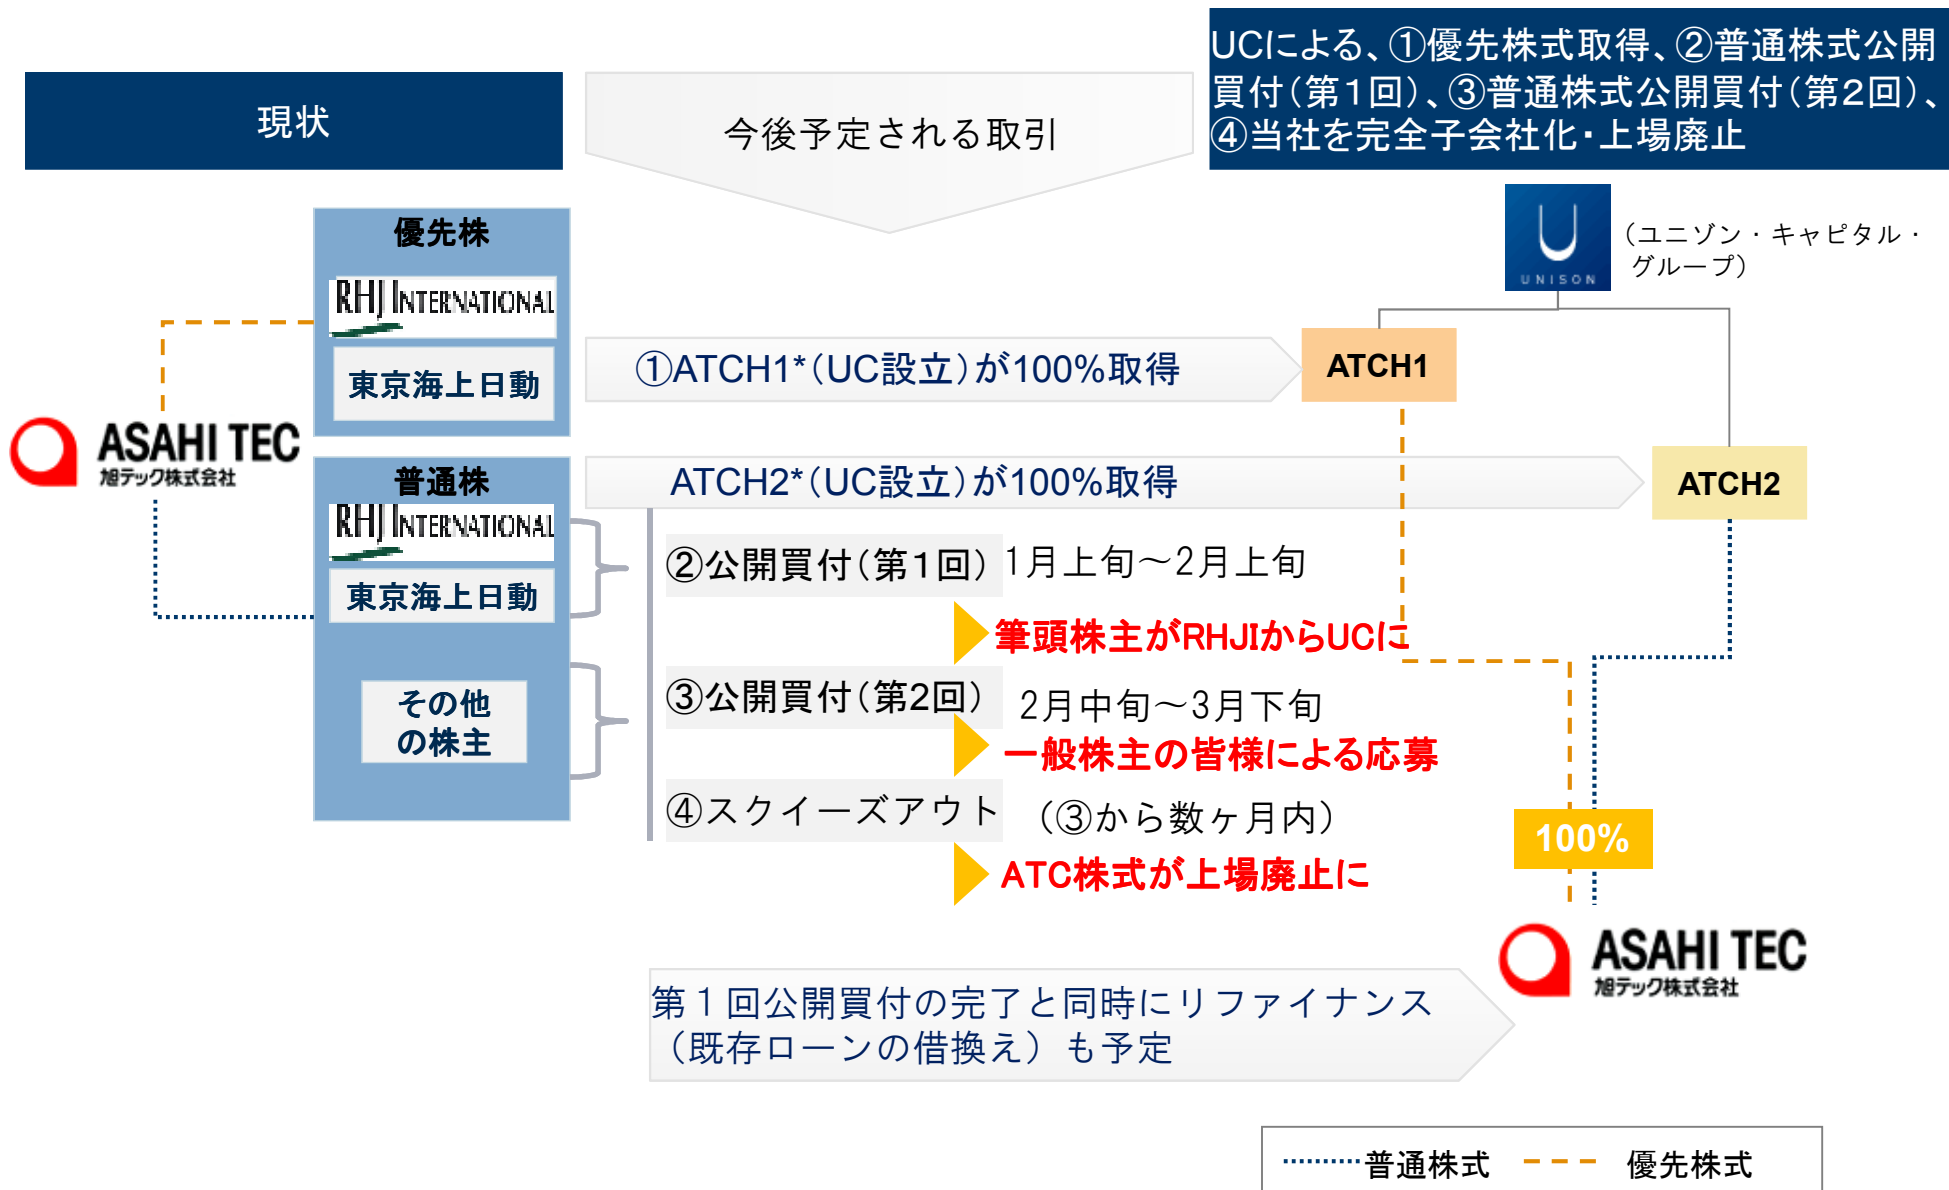 現状
今後予定される取引
UCによる、①優先株式取得、②普通株式公開
買付(第1回)、③普通株式公開買付(第2回)、
④当社を完全子会社化・上場廃止
優先株
RHJ INTERNATIONAL
東京海上日動
ASAHI TEC
旭テック株式会社
普通株
RHJ INTERNATIONAL
東京海上日動
その他
の株主
①ATCH1*(UC設立)が100%取得
ATCH2*(UC設立)が100%取得
②公開買付(第1回) 1月上旬～2月上旬
筆頭株主がRHJIからUCに
③公開買付(第2回) 2月中旬～3月下旬
一般株主の皆様による応募
④スクイーズアウト (③から数ヶ月内)
ATC株式が上場廃止に
第1回公開買付の完了と同時にリファイナンス
(既存ローンの借換え)も予定
UNISON
(ユニゾン・キャピタル・
グループ)
ATCH1
ATCH2
100%
ASAHI TEC
旭テック株式会社
普通株式 優先株式